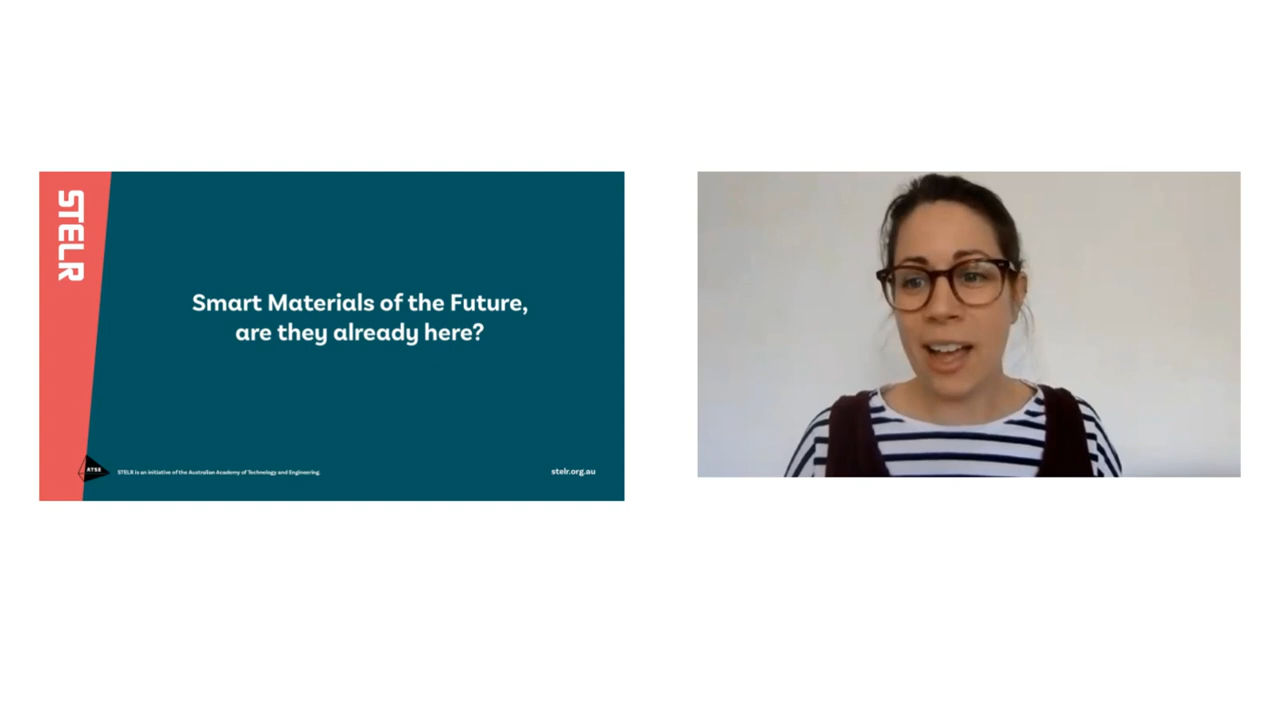 STELR
Smart Materials of the Future,
are they already here?
ATSE
STELR is an initiative of the Australian Academy of Technology and Engineering.
stelr.org.au